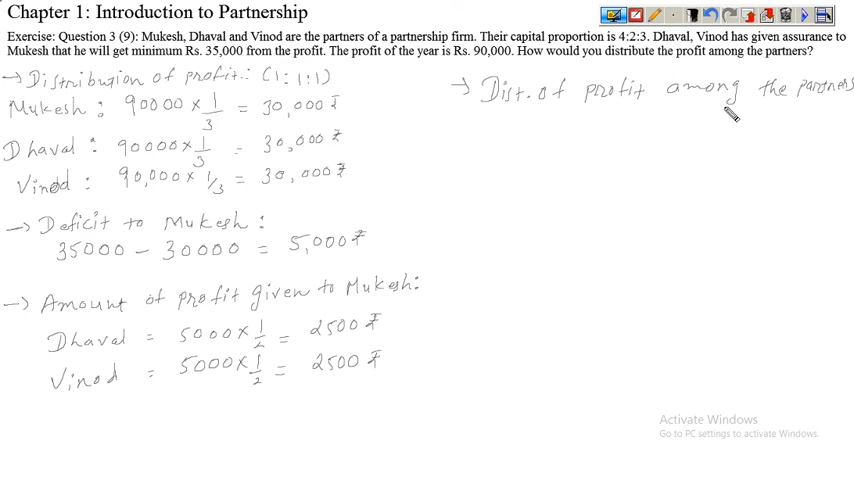 Chapter 1: Introduction to Partnership
Exercise: Question 3 (9): Mukesh, Dhaval and Vinod are the partners of a partnership firm. Their capital proportion is 4:2:3. Dhaval, Vinod has given assurance to
Mukesh that he will get minimum Rs. 35,000 from the profit. The profit of the year is Rs. 90,000. How would you distribute the profit among the partners?
→ Distribution of profit: (1:1:1)
Mukesh: 90000 × 1/3 = 30,000 ₹
Dhaval: 90000 × 1/3 = 30,000 ₹
Vinod: 90,000 × 1/3 = 30,000 ₹
→ Deficit to Mukesh:
35000 - 30000 = 5,000 ₹
→ Amount of profit given to Mukesh:
Dhaval = 5000 × 1/2 = 2500 ₹
Vinod = 5000 × 1/2 = 2500 ₹
→ Dist. of profit among the partners
Activate Windows
Go to PC settings to activate Windows.